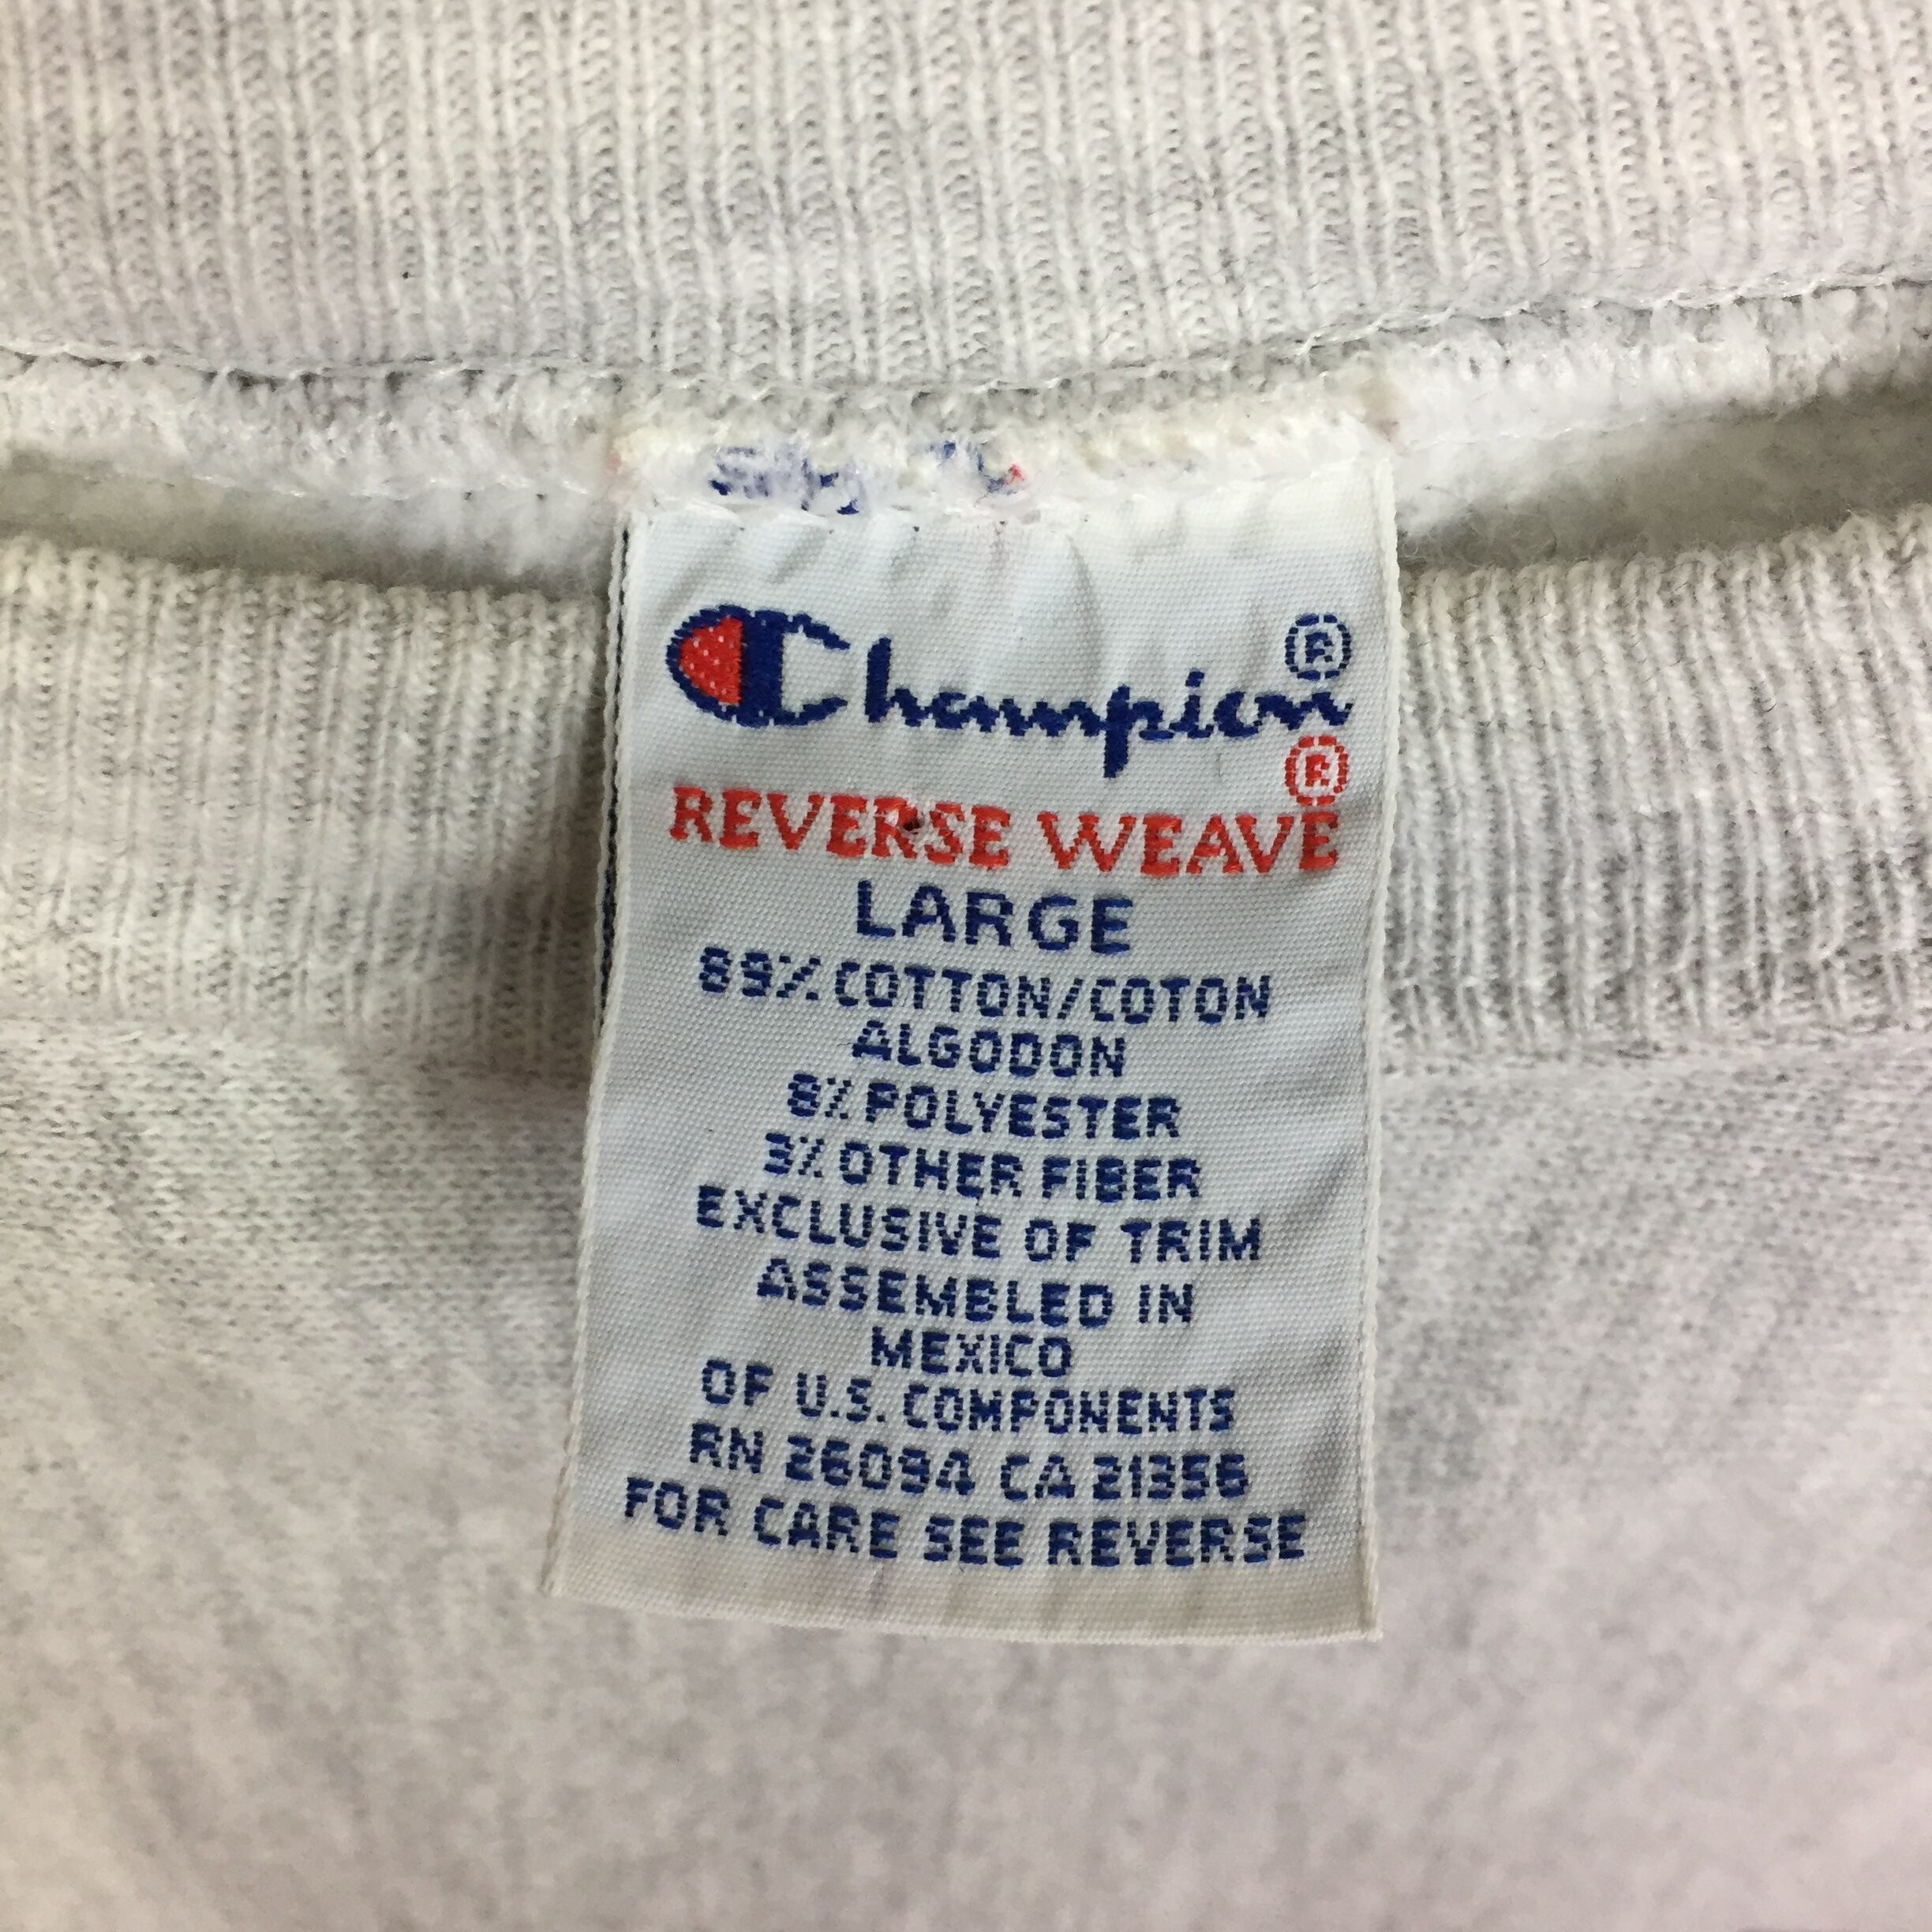 Champion®
REVERSE WEAVE®
LARGE
89% COTTON/COTON
ALGODON
8% POLYESTER
3% OTHER FIBER
EXCLUSIVE OF TRIM
ASSEMBLED IN
MEXICO
OF U.S. COMPONENTS
RN 26094 CA 21356
FOR CARE SEE REVERSE